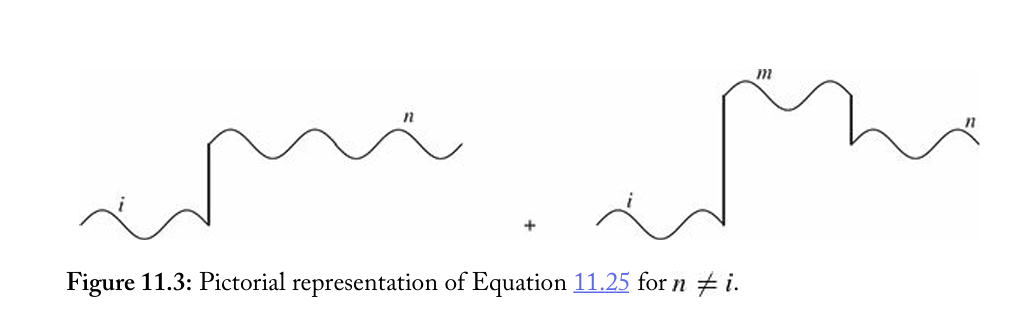 m
n
n
i
i
+
Figure 11.3: Pictorial representation of Equation 11.25 for n ≠ i.